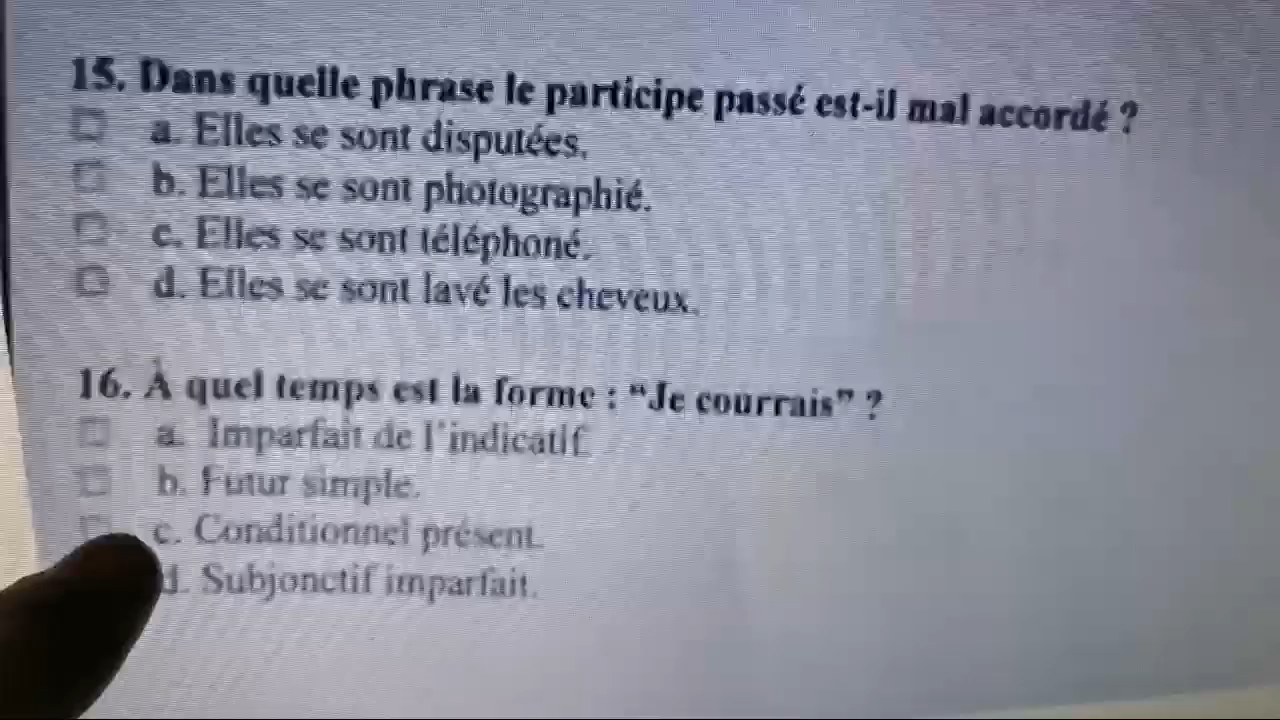 15. Dans quelle phrase le participe passé est-il mal accordé ?
a. Elles se sont disputées.
b. Elles se sont photographié.
c. Elles se sont téléphoné.
d. Elles se sont lavé les cheveux.
16. À quel temps est la forme : “Je courrais” ?
a. Imparfait de l'indicatif.
b. Futur simple.
c. Conditionnel présent.
d. Subjonctif imparfait.